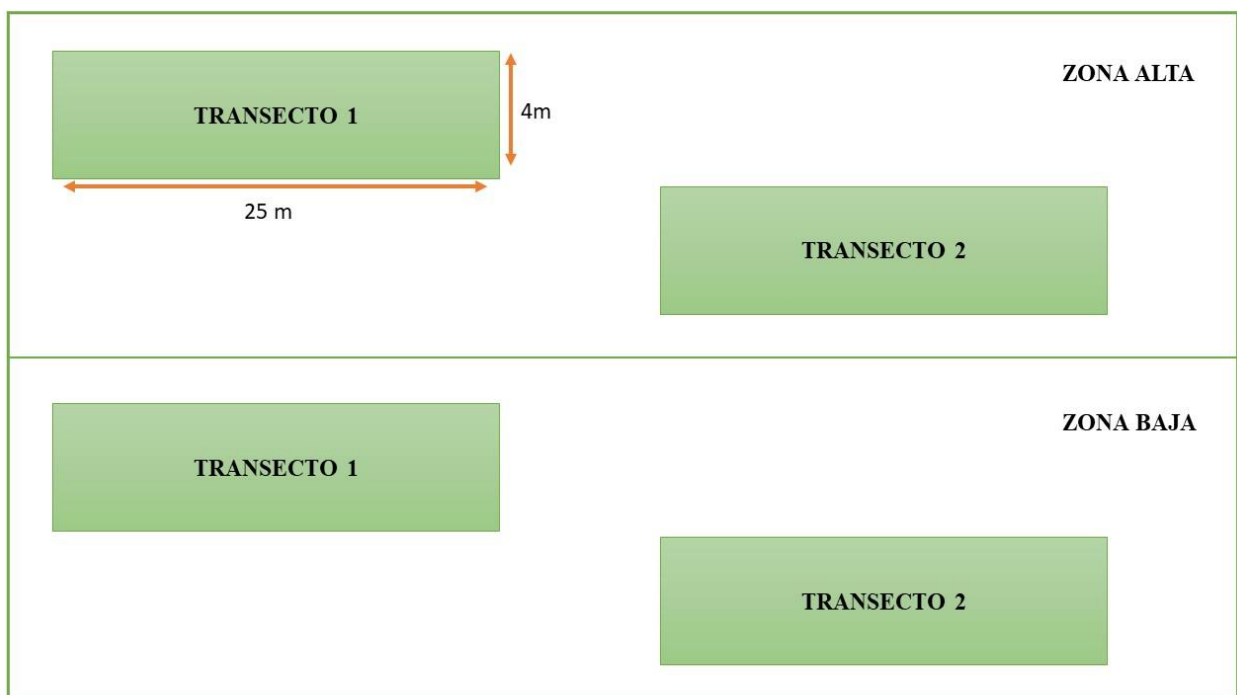 ZONA ALTA
TRANSECTO 1
4m
25 m
TRANSECTO 2
ZONA BAJA
TRANSECTO 1
TRANSECTO 2